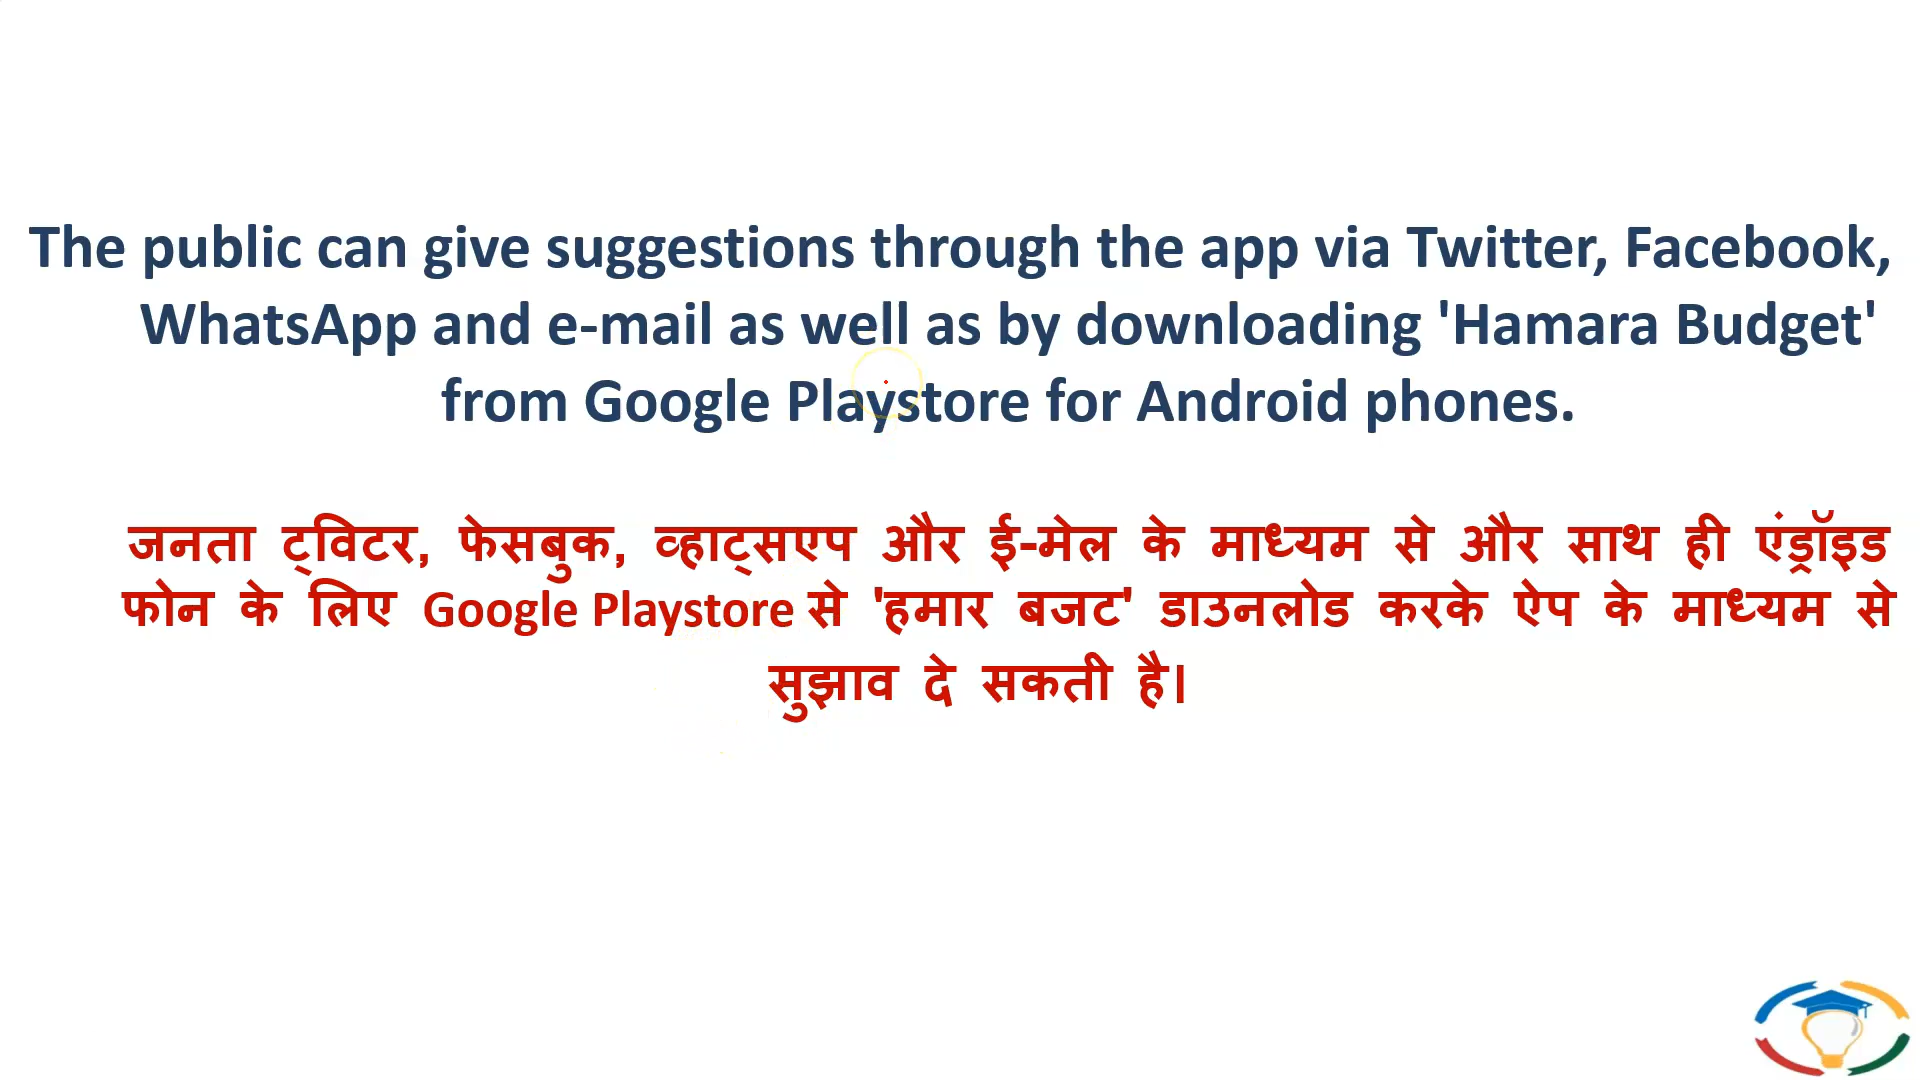 The public can give suggestions through the app via Twitter, Facebook,
WhatsApp and e-mail as well as by downloading 'Hamara Budget'
from Google Playstore for Android phones.
जनता ट्विटर, फेसबुक, व्हाट्सएप और ई-मेल के माध्यम से और साथ ही एंड्रॉइड
फोन के लिए Google Playstore से 'हमार बजट' डाउनलोड करके ऐप के माध्यम से
सुझाव दे सकती है।